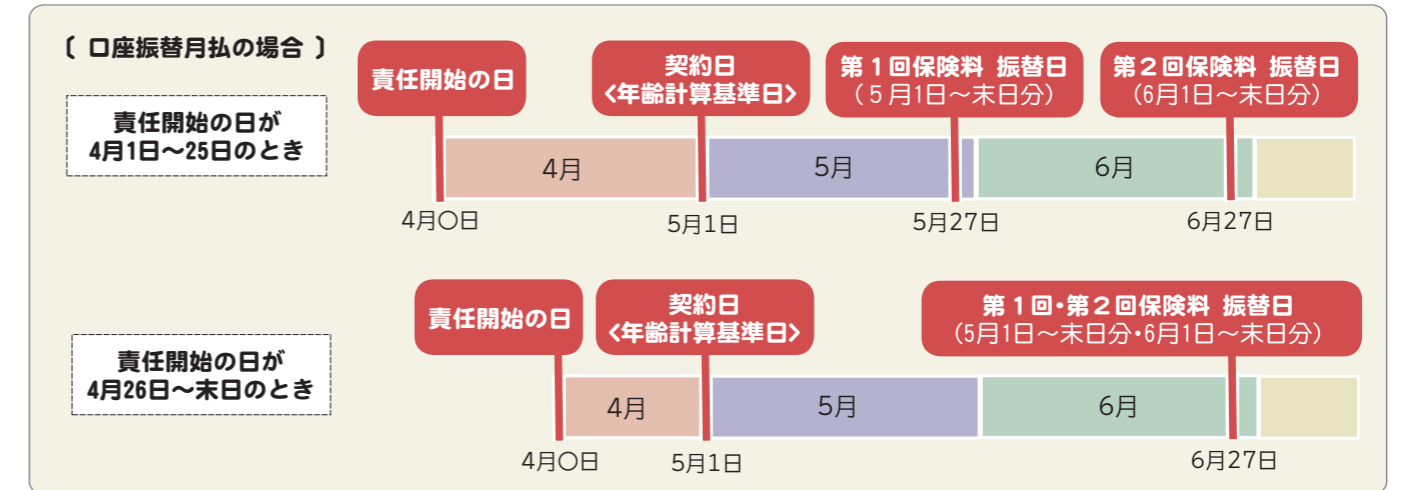 〔 口座振替月払の場合 〕
責任開始の日が
4月1日〜25日のとき
責任開始の日
契約日
<年齢計算基準日>
第１回保険料 振替日
（５月1日〜末日分）
第２回保険料 振替日
（6月1日〜末日分）
4月
5月
6月
4月〇日
5月1日
5月27日
6月27日
責任開始の日が
4月26日〜末日のとき
責任開始の日
契約日
<年齢計算基準日>
第１回・第２回保険料 振替日
（5月1日〜末日分・6月1日〜末日分）
4月
5月
6月
4月〇日
5月1日
6月27日